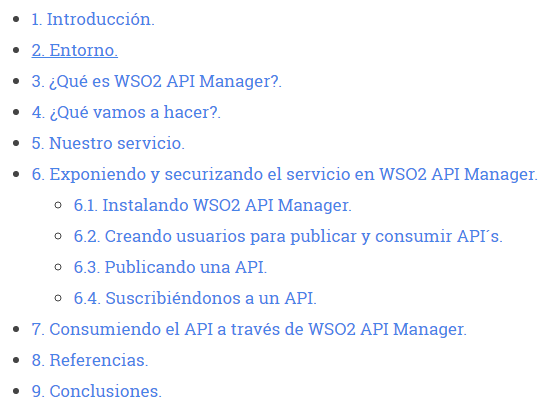 1. Introducción.
2. Entorno.
3. ¿Qué es WSO2 API Manager?.
4. ¿Qué vamos a hacer?.
5. Nuestro servicio.
6. Exponiendo y securizando el servicio en WSO2 API Manager.
6.1. Instalando WSO2 API Manager.
6.2. Creando usuarios para publicar y consumir API´s.
6.3. Publicando una API.
6.4. Suscribiéndonos a un API.
7. Consumiendo el API a través de WSO2 API Manager.
8. Referencias.
9. Conclusiones.